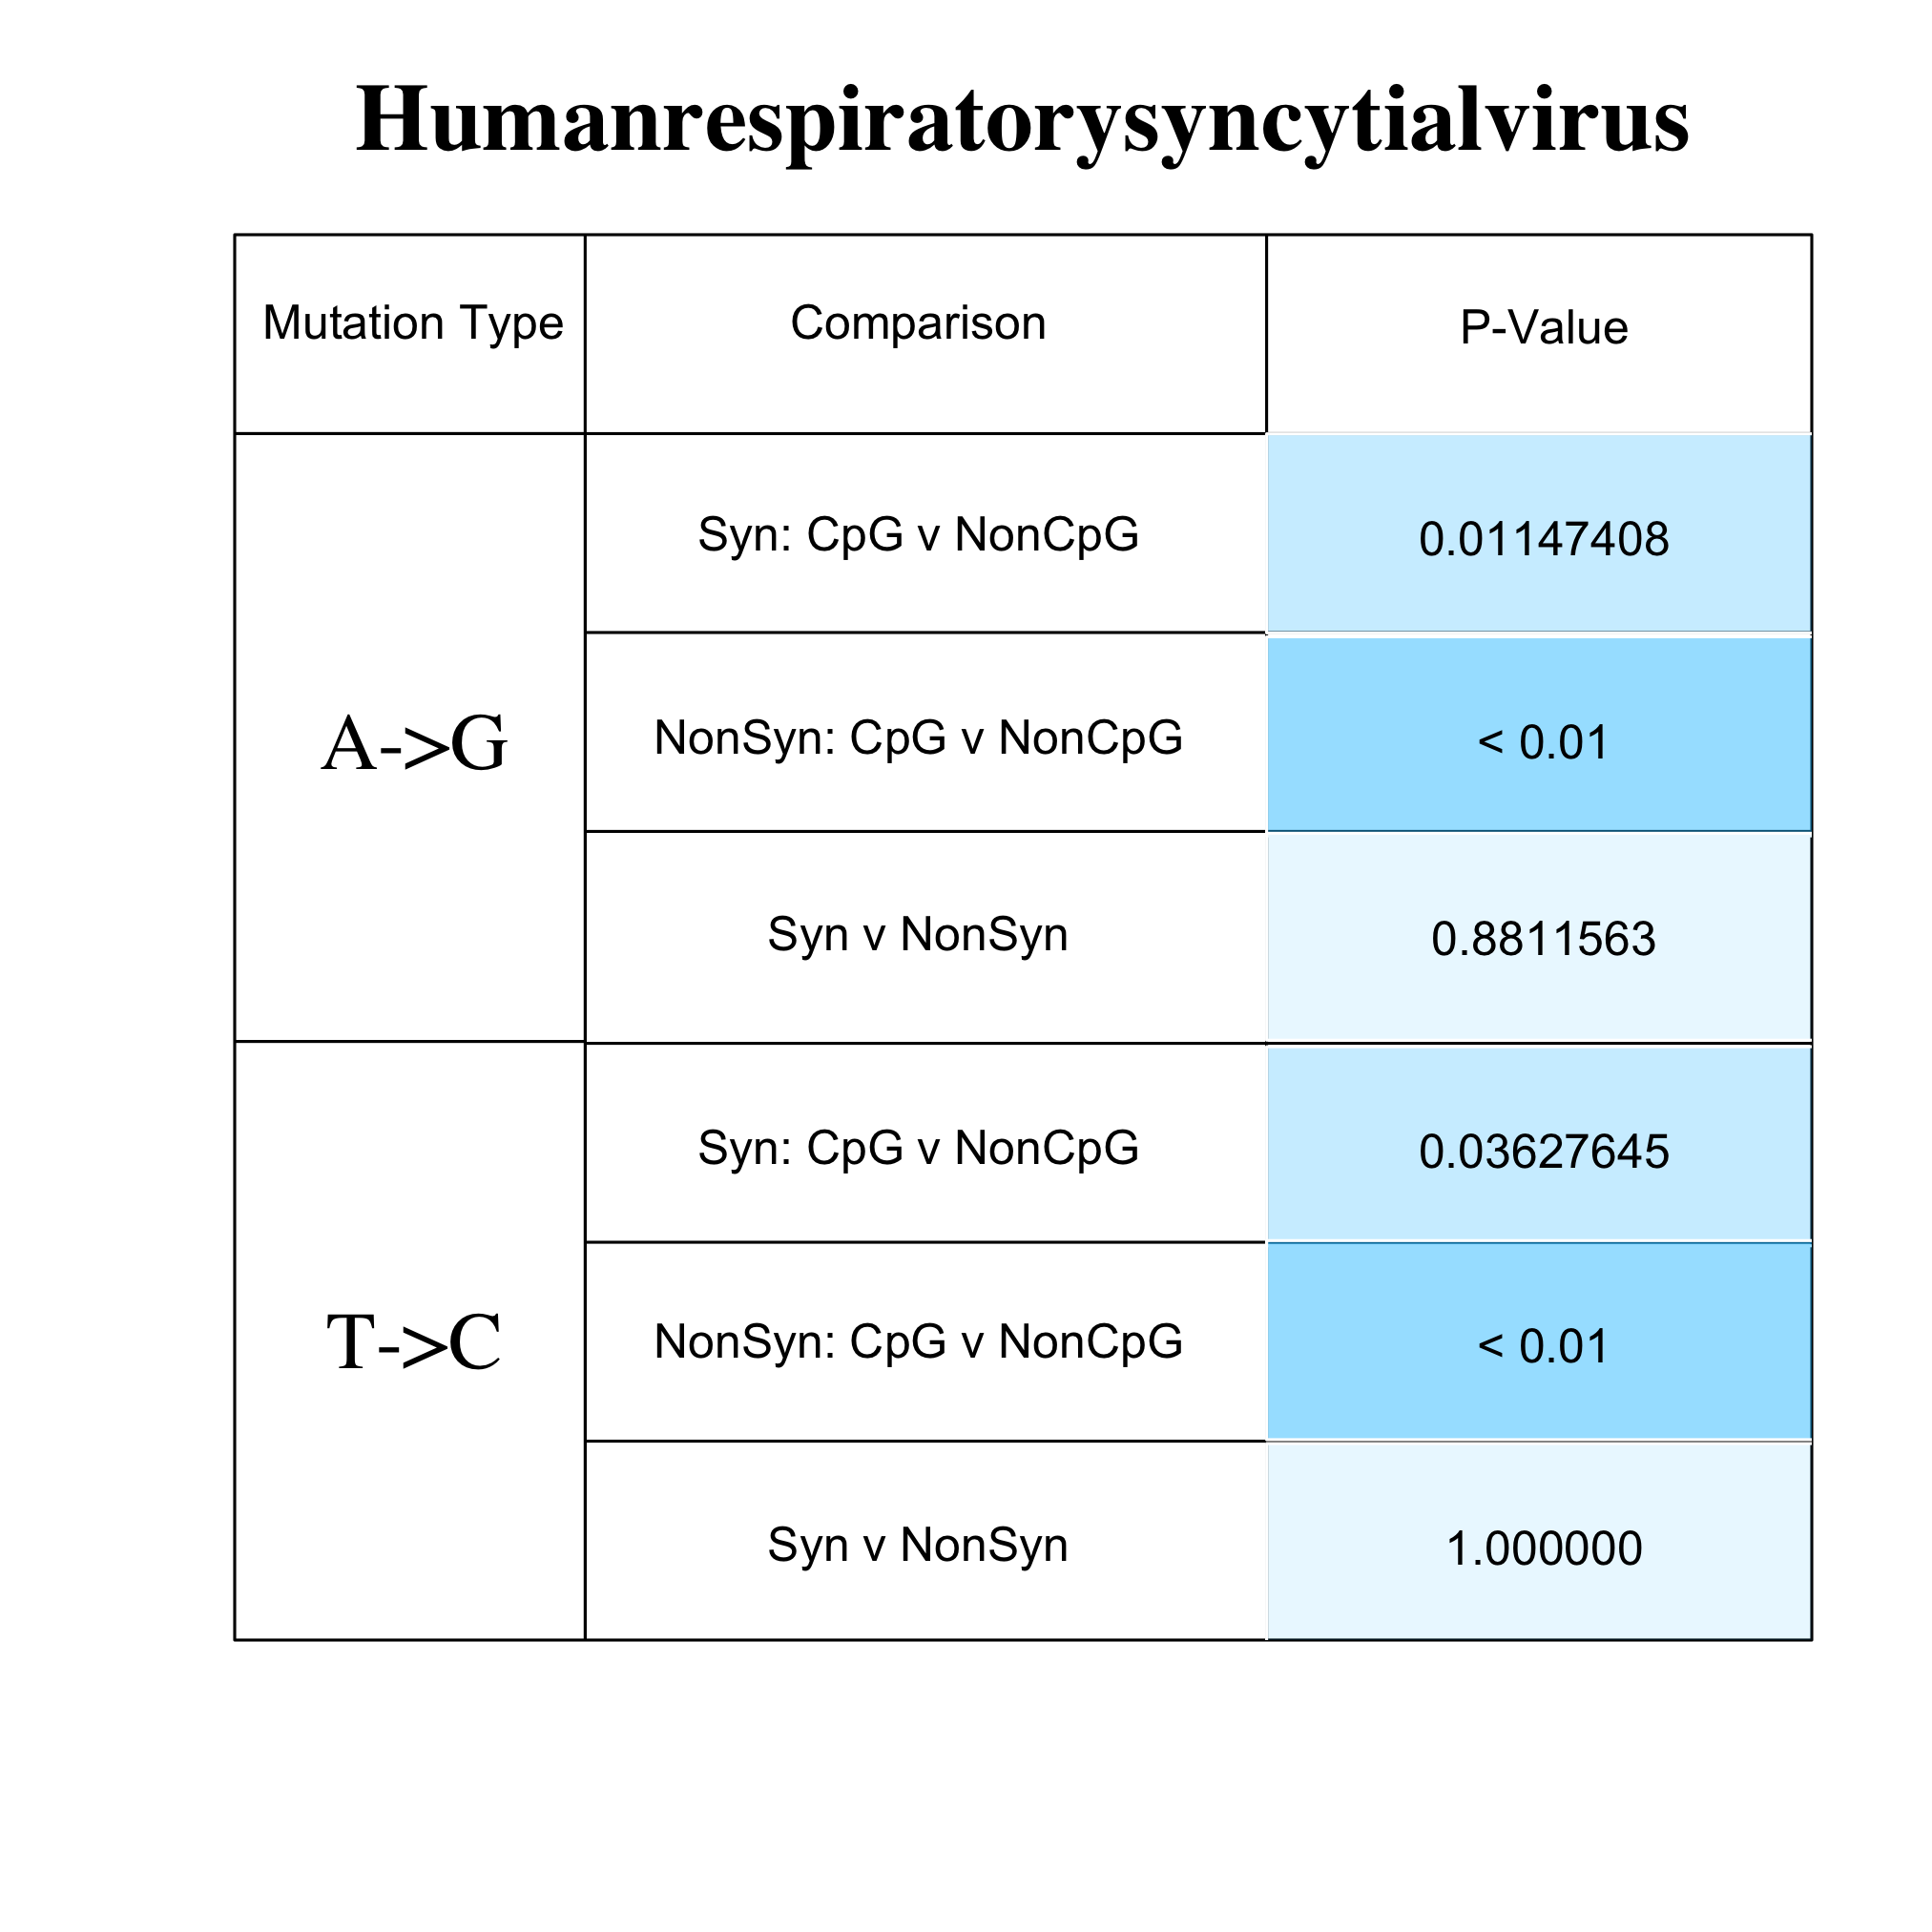 Humanrespiratorysyncytialvirus
Mutation Type Comparison P-Value
A->G
Syn: CpG v NonCpG 0.01147408
NonSyn: CpG v NonCpG < 0.01
Syn v NonSyn 0.8811563
T->C
Syn: CpG v NonCpG 0.03627645
NonSyn: CpG v NonCpG < 0.01
Syn v NonSyn 1.000000